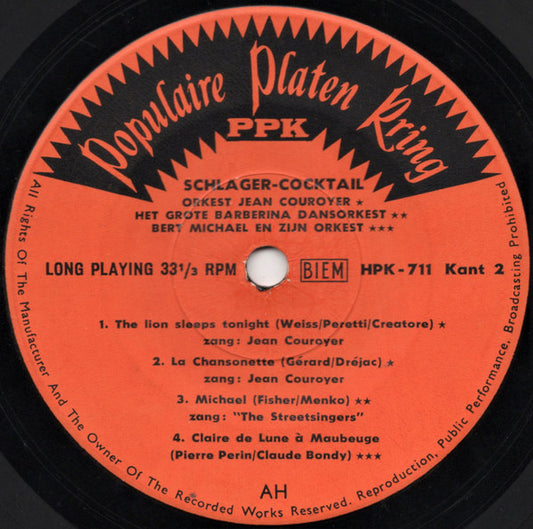 Populaire Platen Kring
PPK
SCHLAGER-COCKTAIL
ORKEST JEAN COUROYER ★
HET GROTE BARBERINA DANSORKEST ★★
BERT MICHAEL EN ZIJN ORKEST ★★★
LONG PLAYING 33 1/3 RPM BIEM HPK-711 Kant 2
1. The lion sleeps tonight (Weiss/Peretti/Creatore) ★
zang: Jean Couroyer
2. La Chansonette (Gérard/Dréjac) ★
zang: Jean Couroyer
3. Michael (Fisher/Menko) ★★
zang: "The Streetsingers"
4. Claire de Lune à Maubeuge
(Pierre Perin/Claude Bondy) ★★★
AH
All Rights Of The Manufacturer And The Owner Of The Recorded Works Reserved. Reproduction, Public Performance, Broadcasting Prohibited